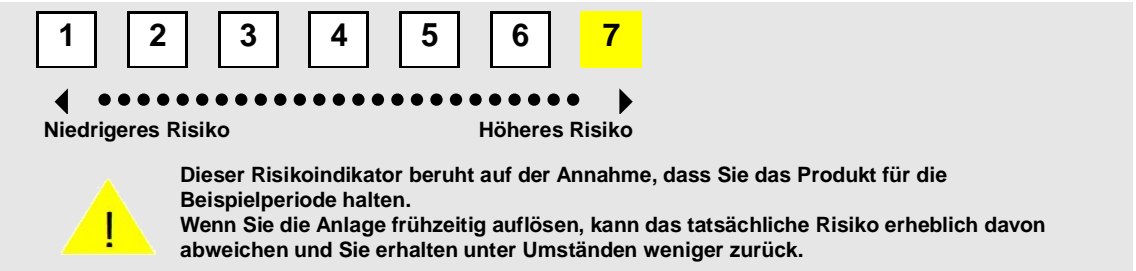 1 2 3 4 5 6 7
Niedrigeres Risiko Höheres Risiko
Dieser Risikoindikator beruht auf der Annahme, dass Sie das Produkt für die
Beispielperiode halten.
Wenn Sie die Anlage frühzeitig auflösen, kann das tatsächliche Risiko erheblich davon
abweichen und Sie erhalten unter Umständen weniger zurück.
!